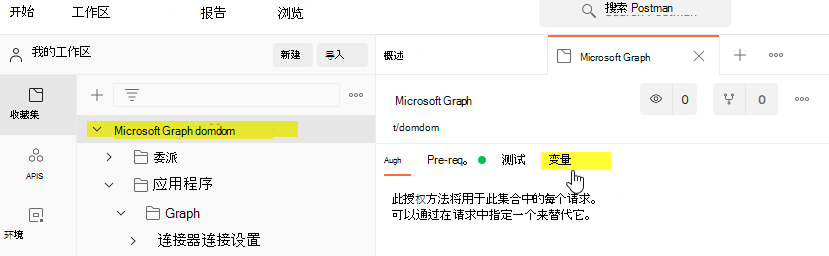 开始 工作区 报告 浏览 搜索 Postman
我的工作区 新建 导入 概述 Microsoft Graph
收藏集
Microsoft Graph domdom
委派
APIS
应用程序
Graph
环境
连接器连接设置
Microsoft Graph 0 0
t/domdom
Augh Pre-req。 测试 变量
此授权方法将用于此集合中的每个请求。
可以通过在请求中指定一个来替代它。